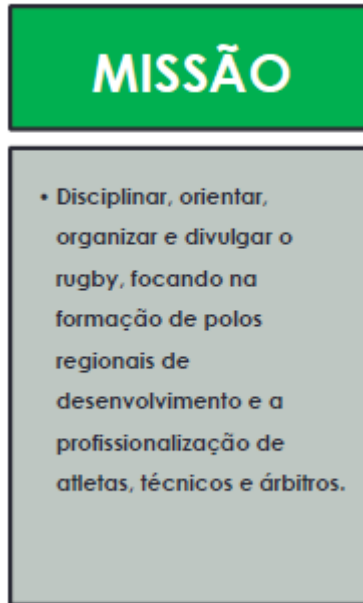 MISSÃO
• Disciplinar, orientar,
organizar e divulgar o
rugby, focando na
formação de polos
regionais de
desenvolvimento e a
profissionalização de
atletas, técnicos e árbitros.